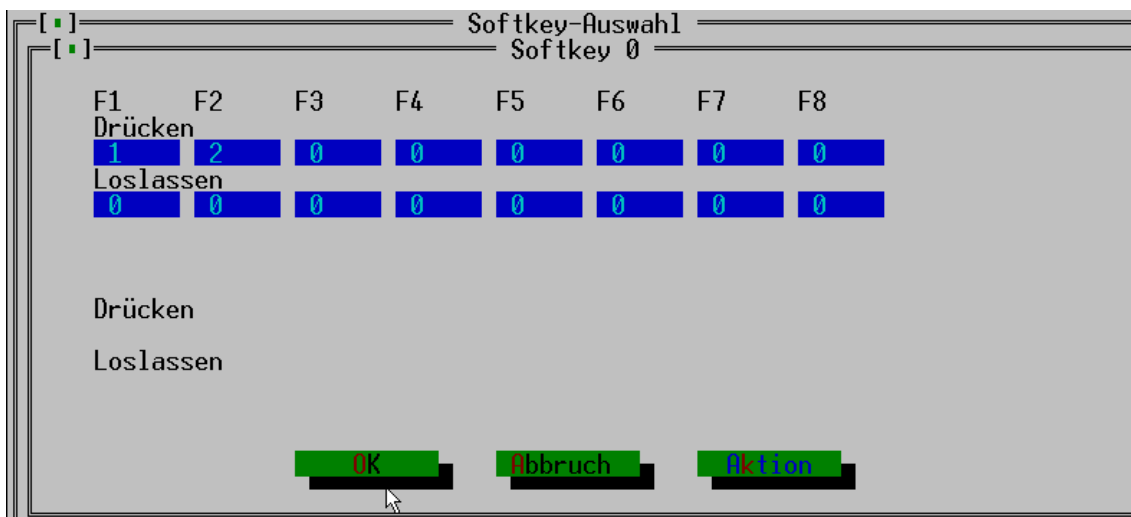 Softkey-Auswahl
Softkey 0
F1 F2 F3 F4 F5 F6 F7 F8
Drücken
1 2 0 0 0 0 0 0
Loslassen
0 0 0 0 0 0 0 0
Drücken
Loslassen
OK Abbruch Aktion